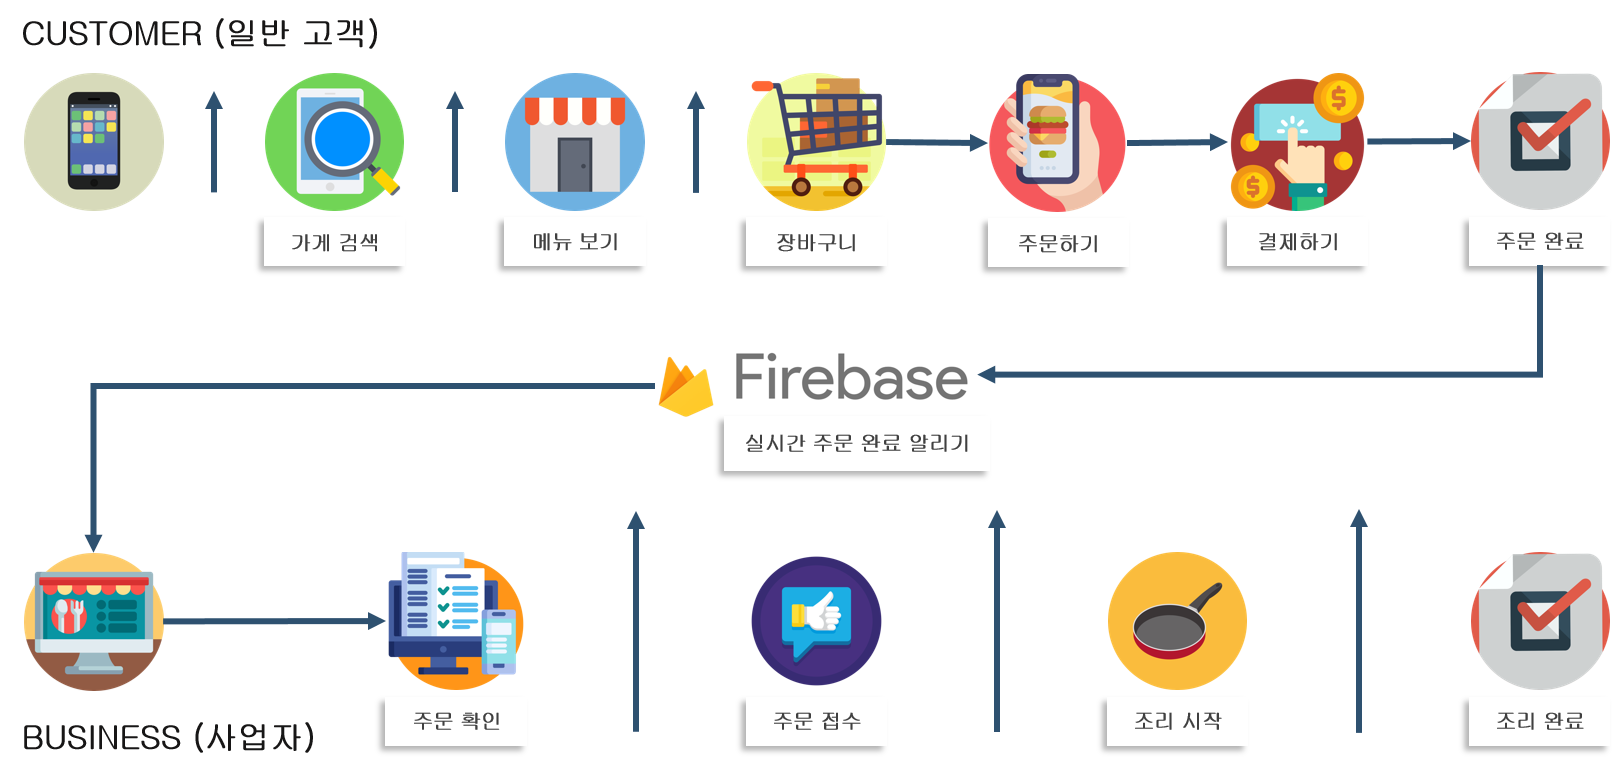 CUSTOMER (일반 고객)
가게 검색
메뉴 보기
장바구니
주문하기
결제하기
주문 완료
Firebase
실시간 주문 완료 알리기
주문 확인
주문 접수
조리 시작
조리 완료
BUSINESS (사업자)